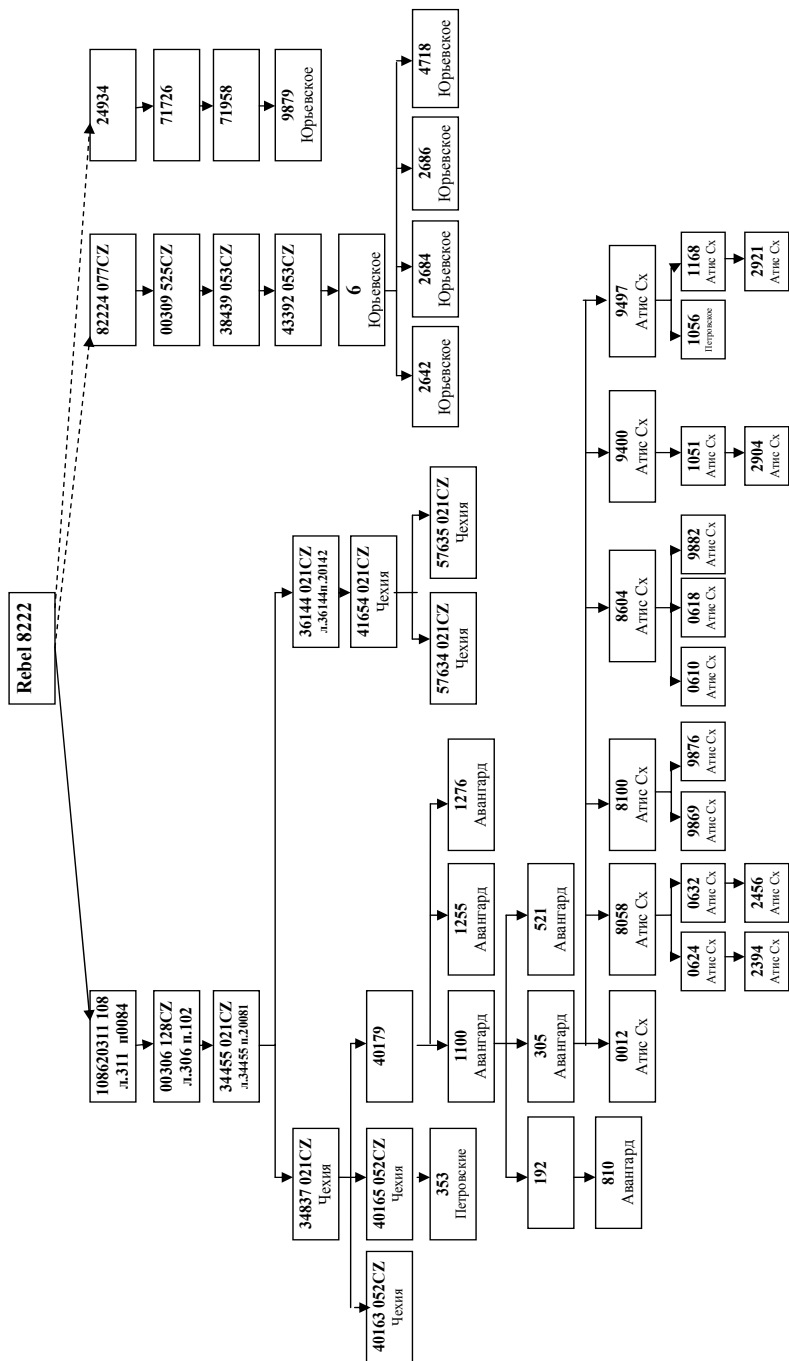 Rebel 8222
108620311 108
л.311 п0084
82224 077CZ
24934
00306 128CZ
л.306 п.102
00309 525CZ
71726
34455 021CZ
л.34455 п.20081
38439 053CZ
71958
34837 021CZ
Чехия
36144 021CZ
л.36144п.20142
43392 053CZ
9879
Юрьевское
40163 052CZ
Чехия
40165 052CZ
Чехия
40179
41654 021CZ
Чехия
6
Юрьевское
353
Петровские
1100
Авангард
1255
Авангард
1276
Авангард
57634 021CZ
Чехия
57635 021CZ
Чехия
2642
Юрьевское
2684
Юрьевское
2686
Юрьевское
4718
Юрьевское
192
305
Авангард
521
Авангард
810
Авангард
0012
Атис Сх
8058
Атис Сх
8100
Атис Сх
8604
Атис Сх
9400
Атис Сх
9497
Атис Сх
0624
Атис Сх
0632
Атис Сх
9869
Атис Сх
9876
Атис Сх
0610
Атис Сх
0618
Атис Сх
9882
Атис Сх
1051
Атис Сх
1056
Петровское
1168
Атис Сх
2394
Атис Сх
2456
Атис Сх
2904
Атис Сх
2921
Атис Сх